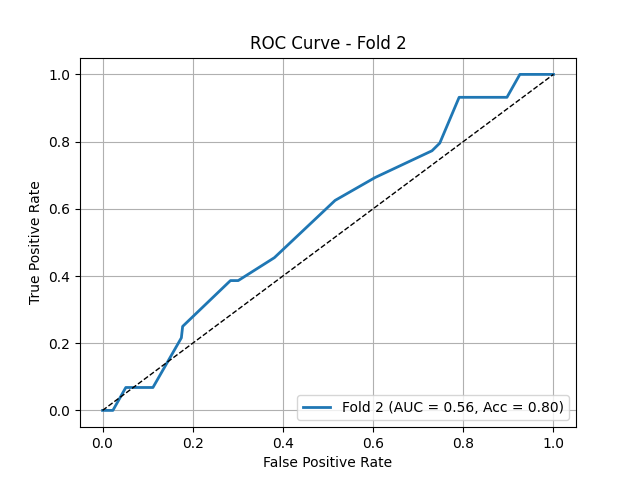 ROC Curve - Fold 2
True Positive Rate
1.0
0.8
0.6
0.4
0.2
0.0
Fold 2 (AUC = 0.56, Acc = 0.80)
0.0 0.2 0.4 0.6 0.8 1.0
False Positive Rate